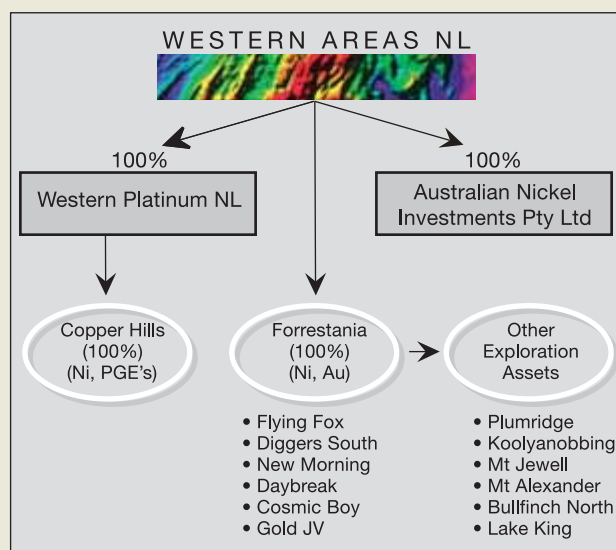 WESTERN AREAS NL
100%
Western Platinum NL
100%
Australian Nickel
Investments Pty Ltd
Copper Hills
(100%)
(Ni, PGE's)
Forrestania
(100%)
(Ni, Au)
Other
Exploration
Assets
• Flying Fox
• Diggers South
• New Morning
• Daybreak
• Cosmic Boy
• Gold JV
• Plumridge
• Koolyanobbing
• Mt Jewell
• Mt Alexander
• Bullfinch North
• Lake King